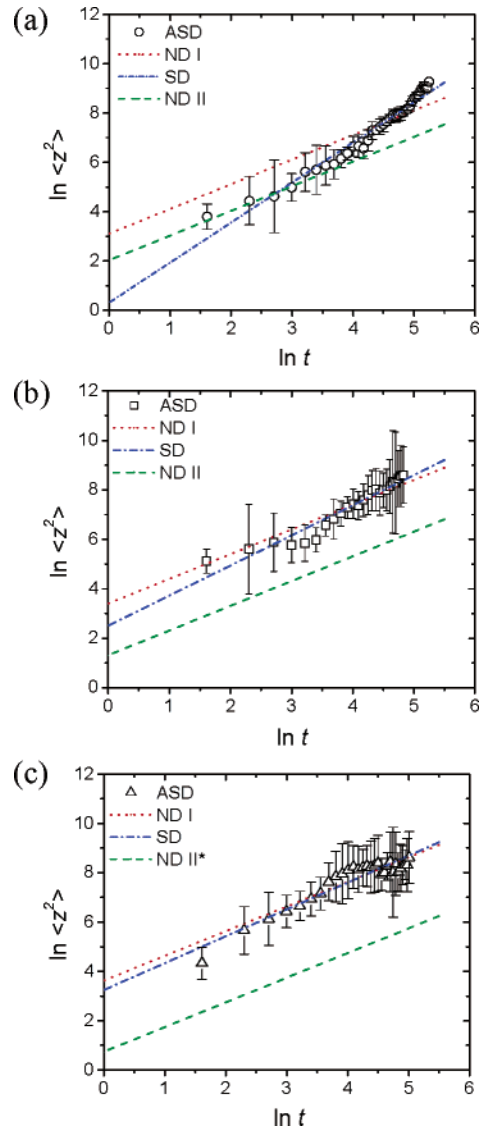 (a)
ASD
ND I
SD
ND II
ln <z²>
12
10
8
6
4
2
0
0 1 2 3 4 5 6
ln t
(b)
ASD
ND I
SD
ND II
ln <z²>
12
10
8
6
4
2
0
0 1 2 3 4 5 6
ln t
(c)
ASD
ND I
SD
ND II*
ln <z²>
12
10
8
6
4
2
0
0 1 2 3 4 5 6
ln t